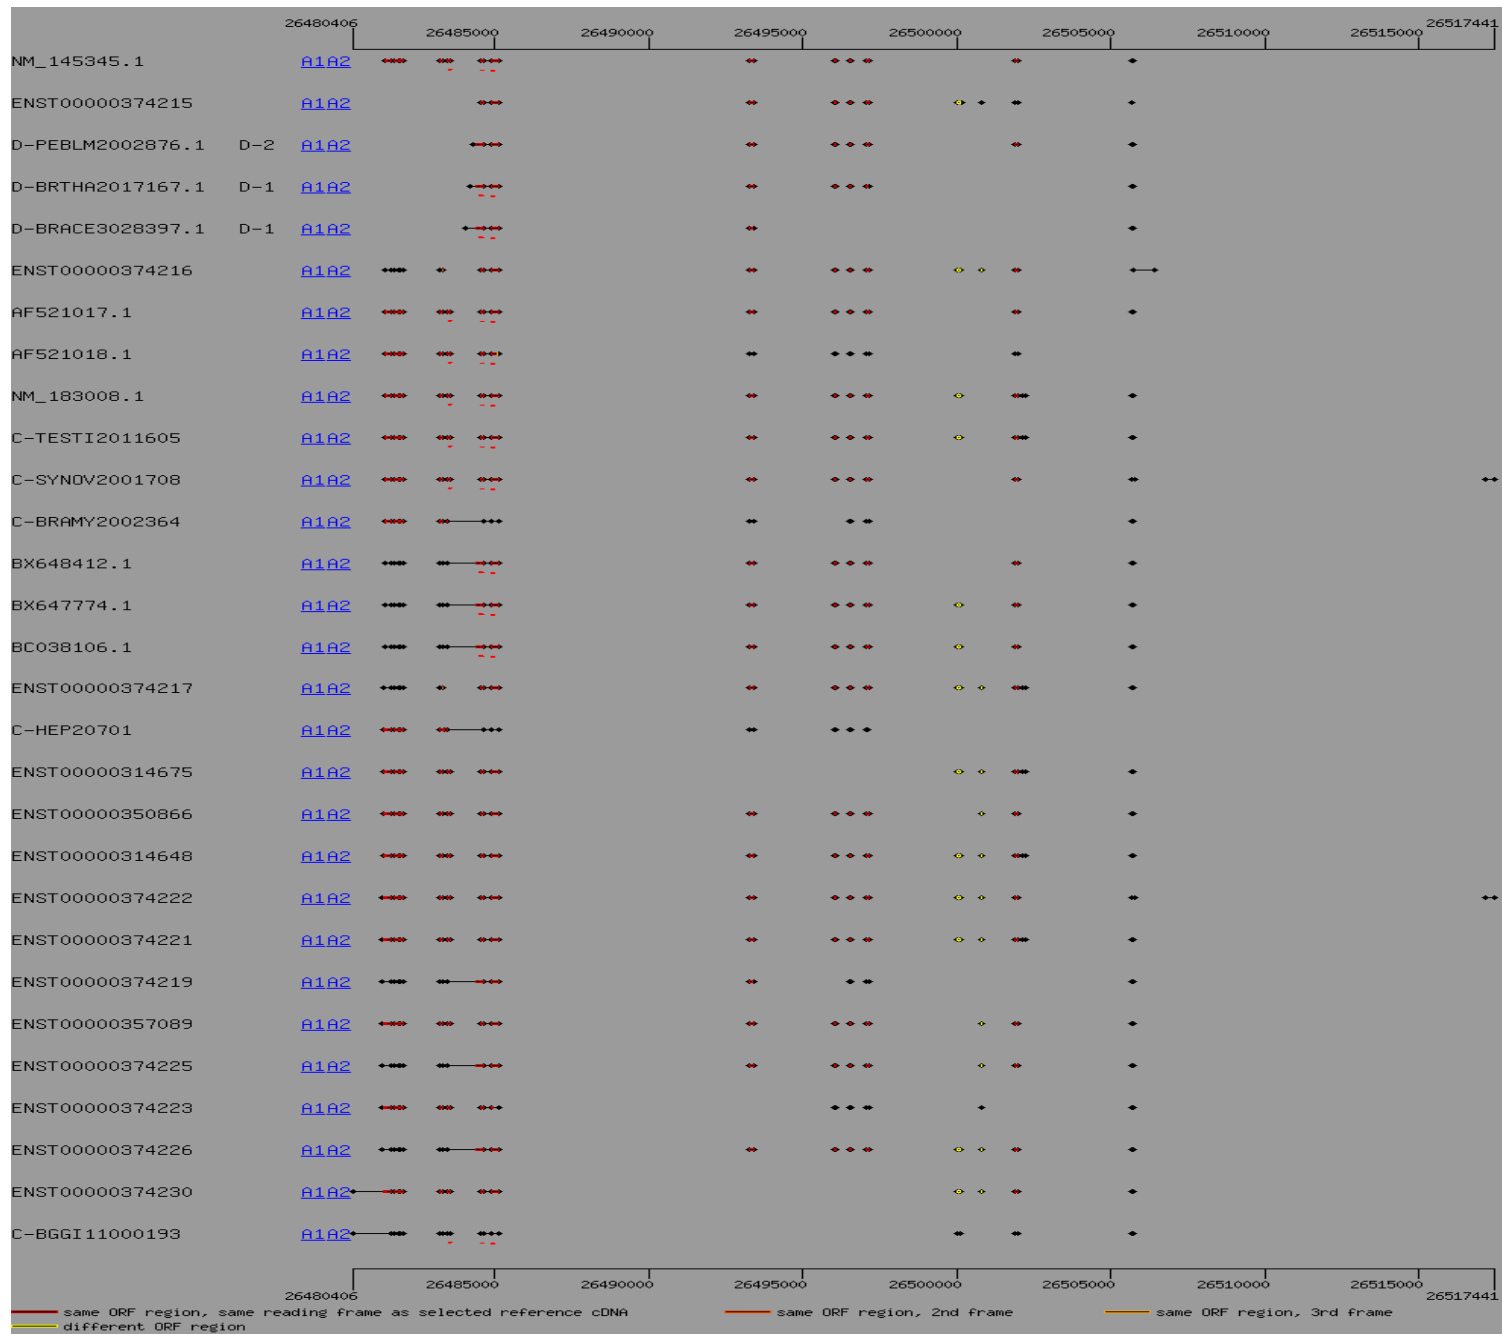 26480406 26485000 26490000 26495000 26500000 26505000 26510000 26515000 26517441
NM_145345.1 A1A2
ENST00000374215 A1A2
D-PEBLM2002876.1 D-2 A1A2
D-BRTHA2017167.1 D-1 A1A2
D-BRACE3028397.1 D-1 A1A2
ENST00000374216 A1A2
AF521017.1 A1A2
AF521018.1 A1A2
NM_183008.1 A1A2
C-TESTI2011605 A1A2
C-SYNOV2001708 A1A2
C-BRAMY2002364 A1A2
BX648412.1 A1A2
BX647774.1 A1A2
BC038106.1 A1A2
ENST00000374217 A1A2
C-HEP20701 A1A2
ENST00000314675 A1A2
ENST00000350866 A1A2
ENST00000314648 A1A2
ENST00000374222 A1A2
ENST00000374221 A1A2
ENST00000374219 A1A2
ENST00000357089 A1A2
ENST00000374225 A1A2
ENST00000374223 A1A2
ENST00000374226 A1A2
ENST00000374230 A1A2
C-BGGI11000193 A1A2
26480406 26485000 26490000 26495000 26500000 26505000 26510000 26515000 26517441
same ORF region, same reading frame as selected reference cDNA same ORF region, 2nd frame same ORF region, 3rd frame
different ORF region